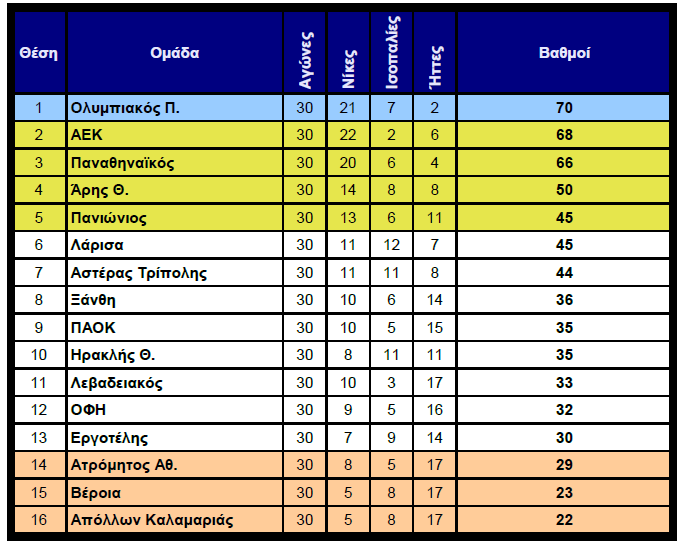 Θέση Ομάδα Αγώνες Νίκες Ισοπαλίες Ήττες Βαθμοί
1 Ολυμπιακός Π. 30 21 7 2 70
2 ΑΕΚ 30 22 2 6 68
3 Παναθηναϊκός 30 20 6 4 66
4 Άρης Θ. 30 14 8 8 50
5 Πανιώνιος 30 13 6 11 45
6 Λάρισα 30 11 12 7 45
7 Αστέρας Τρίπολης 30 11 11 8 44
8 Ξάνθη 30 10 6 14 36
9 ΠΑΟΚ 30 10 5 15 35
10 Ηρακλής Θ. 30 8 11 11 35
11 Λεβαδειακός 30 10 3 17 33
12 ΟΦΗ 30 9 5 16 32
13 Εργοτέλης 30 7 9 14 30
14 Ατρόμητος Αθ. 30 8 5 17 29
15 Βέροια 30 5 8 17 23
16 Απόλλων Καλαμαριάς 30 5 8 17 22